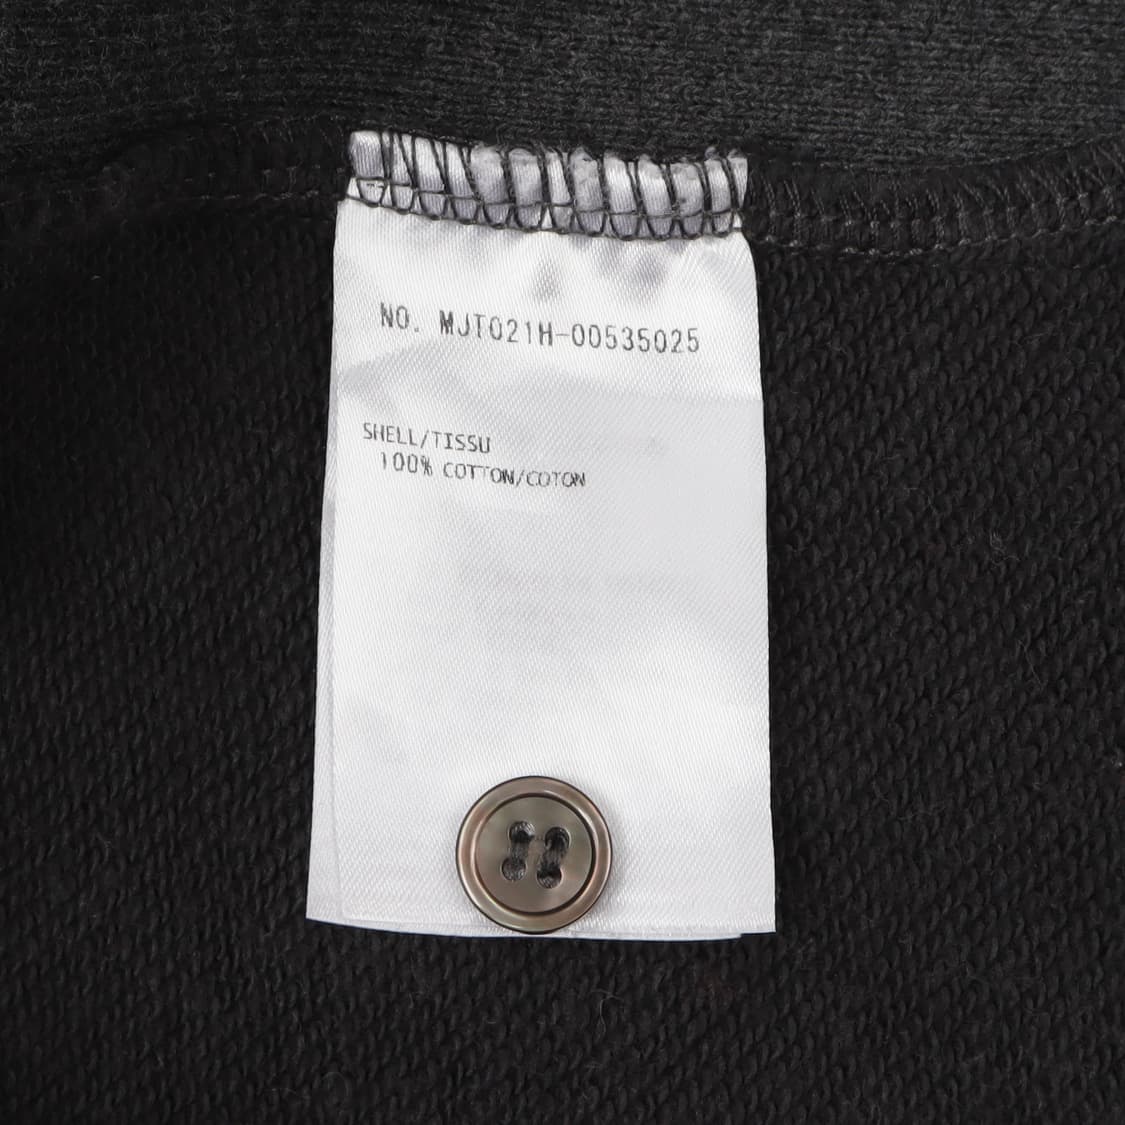 NO. MJT021H-00535025
SHELL/TISSU
100% COTTON/COTON